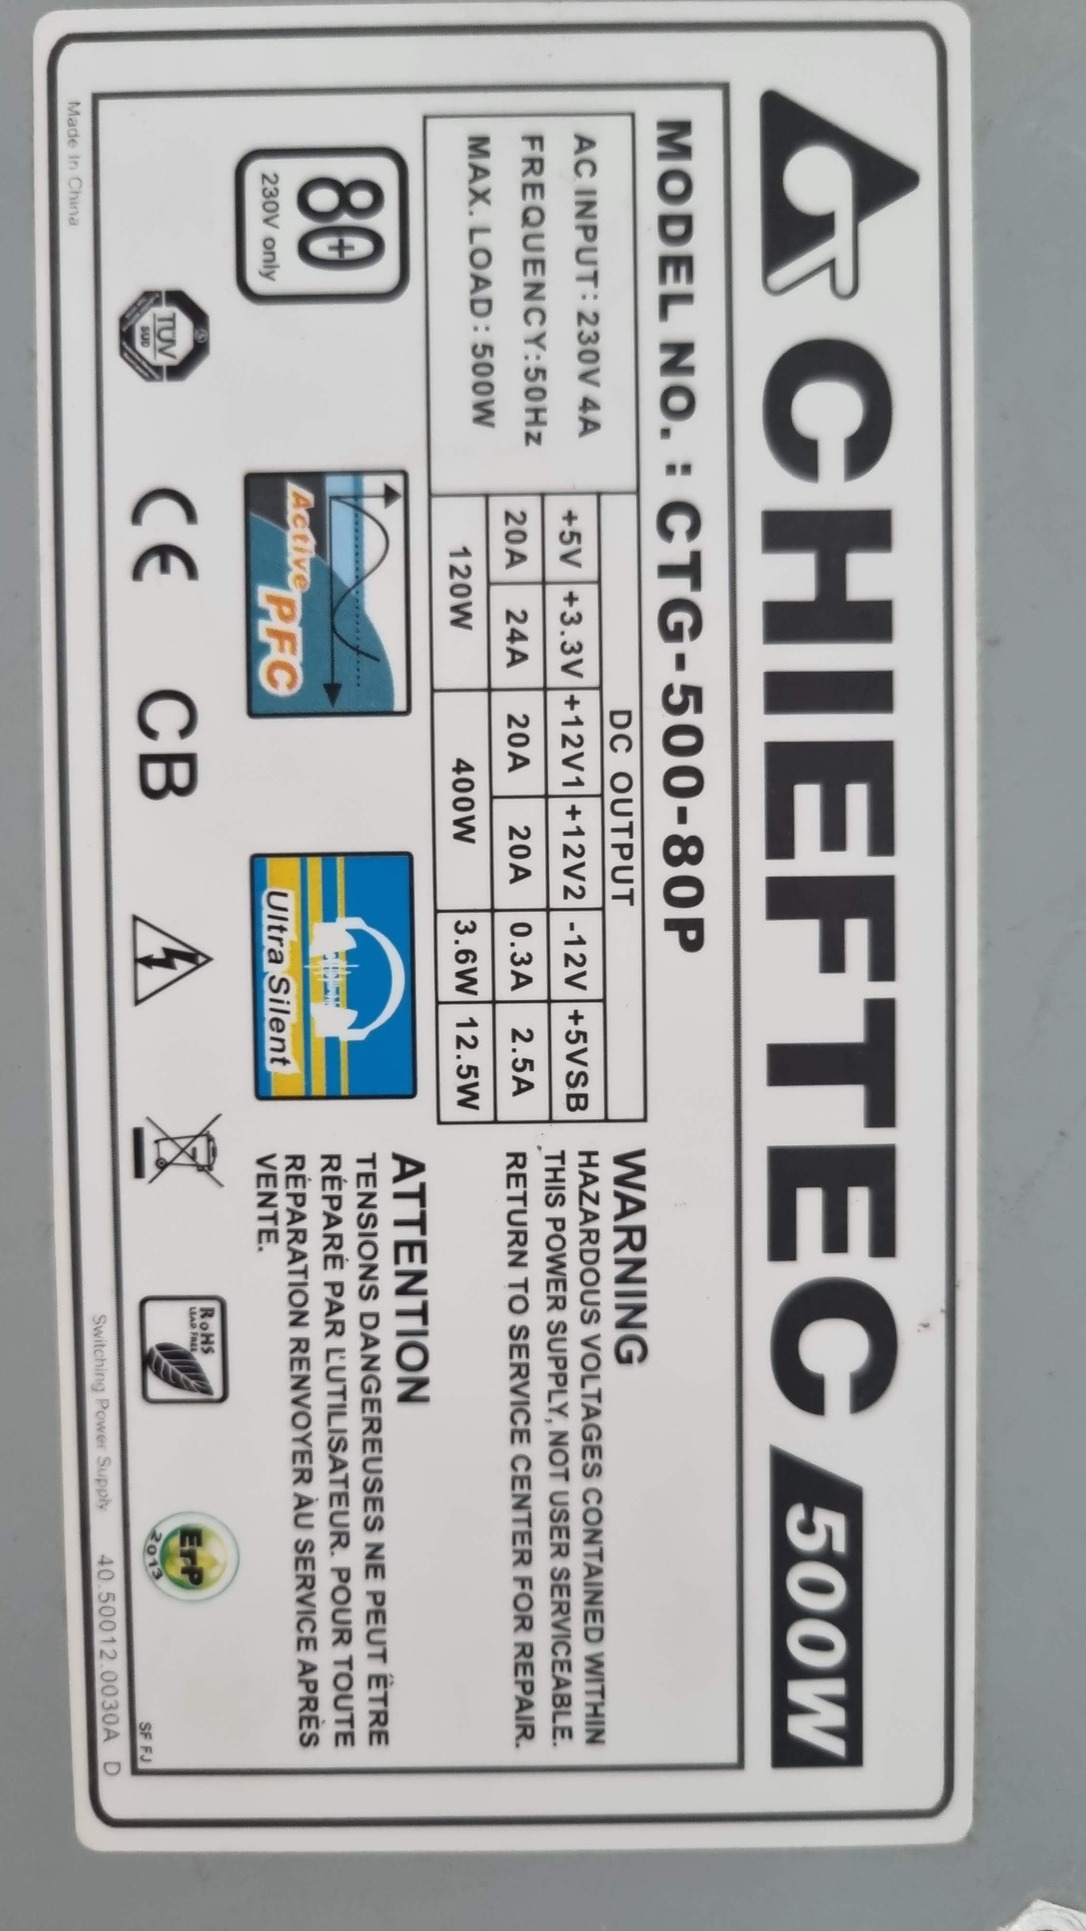 CHIEFTEC 500W
MODEL NO. : CTG-500-80P
AC INPUT: 230V 4A
FREQUENCY:50Hz
MAX. LOAD: 500W
DC OUTPUT
+5V +3.3V +12V1 +12V2 -12V +5VSB
20A 24A 20A 20A 0.3A 2.5A
120W 400W 3.6W 12.5W
WARNING
HAZARDOUS VOLTAGES CONTAINED WITHIN
THIS POWER SUPPLY, NOT USER SERVICEABLE.
RETURN TO SERVICE CENTER FOR REPAIR.
80+
230V only
Active PFC
Ultra Silent
ATTENTION
TENSIONS DANGEREUSES NE PEUT ÊTRE
RÉPARÉ PAR L'UTILISATEUR. POUR TOUTE
RÉPARATION RENVOYER ÀU SERVICE APRÈS
VENTE.
TÜV
SÜD
CE
CB
RoHS
LEAD FREE
ErP
2013
SF FJ
Made In China
Switching Power Supply 40.50012.0030A D